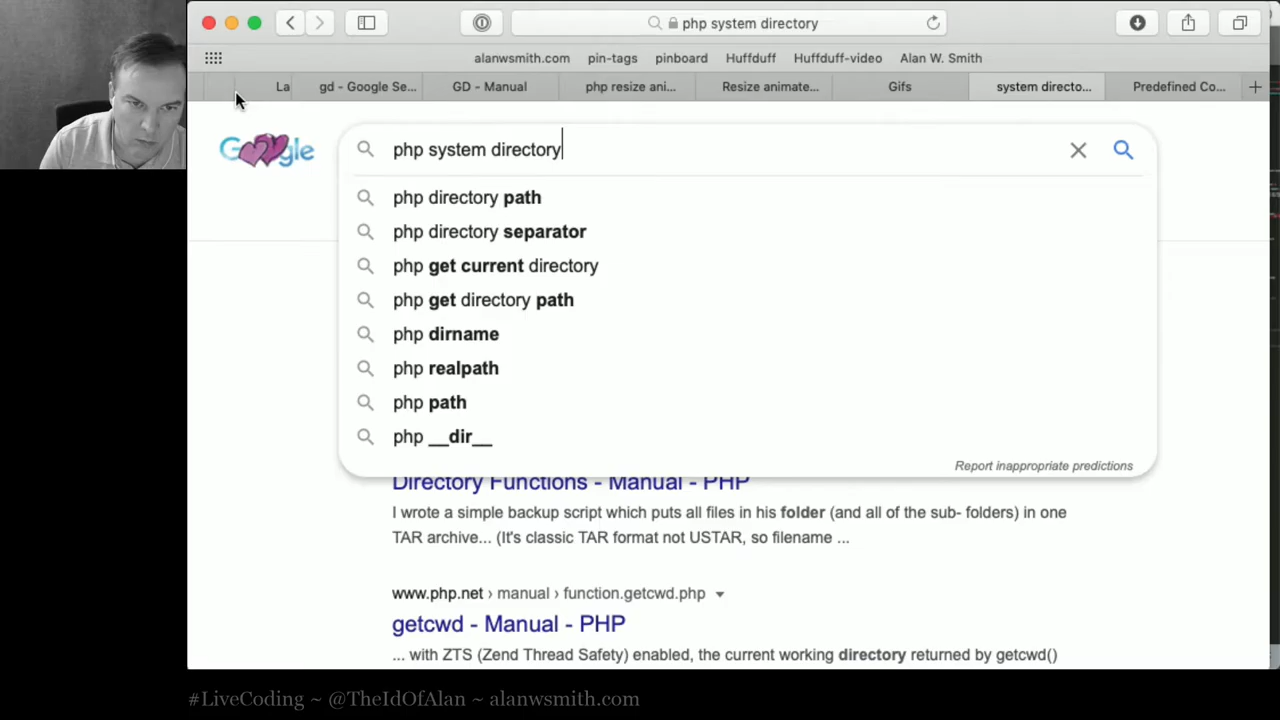 php system directory
alanwsmith.com pin-tags pinboard Huffduff Huffduff-video Alan W. Smith
La gd - Google Se... GD - Manual php resize ani... Resize animate... Gifs system directo... Predefined Co...
Google
php system directory
php directory path
php directory separator
php get current directory
php get directory path
php dirname
php realpath
php path
php __dir__
Report inappropriate predictions
Directory Functions - Manual - PHP
I wrote a simple backup script which puts all files in his folder (and all of the sub- folders) in one
TAR archive... (It's classic TAR format not USTAR, so filename ...
www.php.net › manual › function.getcwd.php
getcwd - Manual - PHP
... with ZTS (Zend Thread Safety) enabled, the current working directory returned by getcwd()
#LiveCoding ~ @TheIdOfAlan ~ alanwsmith.com